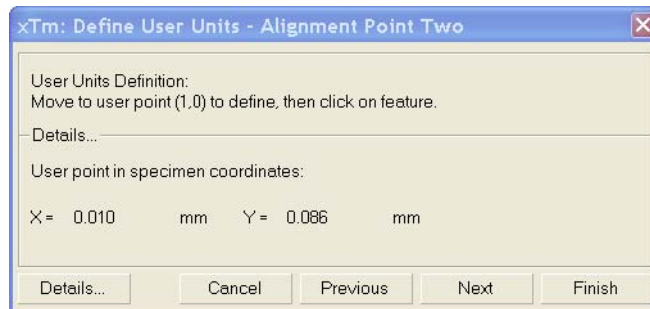 xTm: Define User Units - Alignment Point Two
User Units Definition:
Move to user point (1,0) to define, then click on feature.
Details...
User point in specimen coordinates:
X = 0.010 mm Y = 0.086 mm
Details... Cancel Previous Next Finish